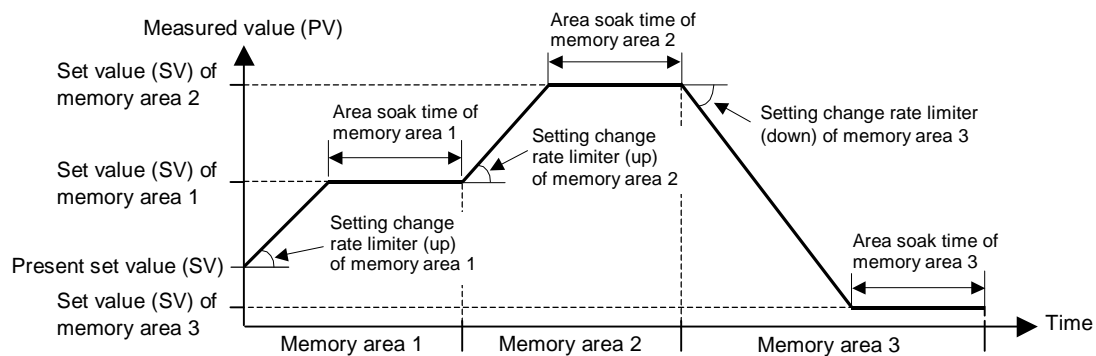 Measured value (PV)
Area soak time of
memory area 2
Set value (SV) of
memory area 2
Area soak time of
memory area 1
Setting change rate limiter
(down) of memory area 3
Setting change
rate limiter (up)
of memory area 2
Set value (SV) of
memory area 1
Setting change
rate limiter (up)
of memory area 1
Area soak time of
memory area 3
Present set value (SV)
Set value (SV) of
memory area 3
Time
Memory area 1
Memory area 2
Memory area 3